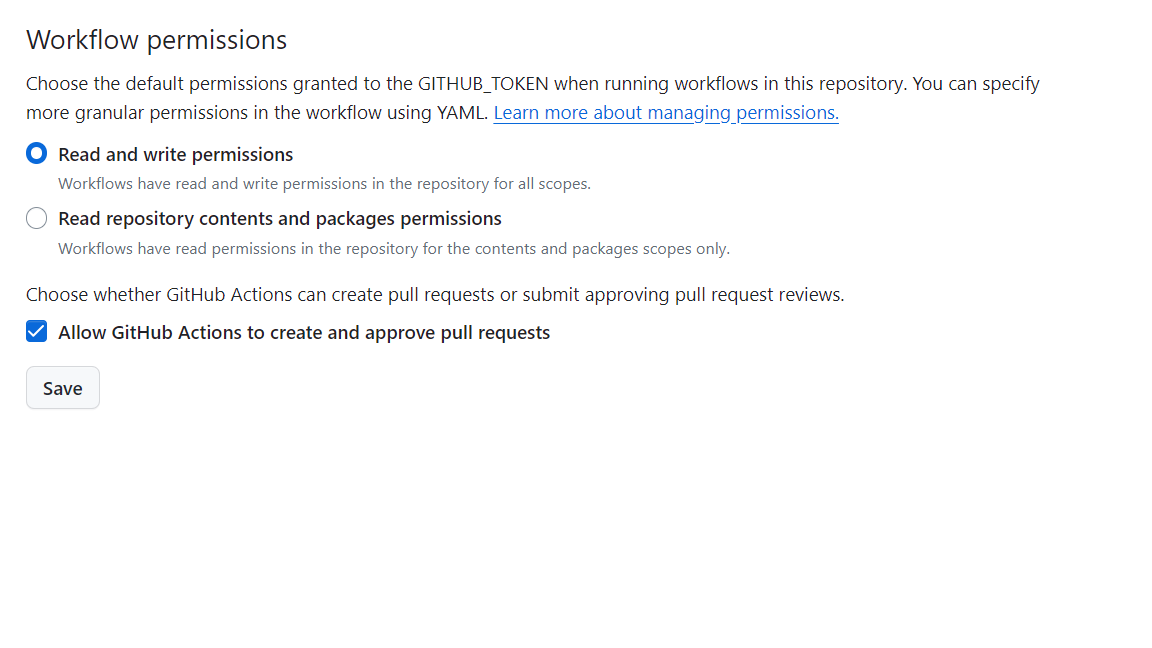 Workflow permissions
Choose the default permissions granted to the GITHUB_TOKEN when running workflows in this repository. You can specify
more granular permissions in the workflow using YAML. Learn more about managing permissions.
Read and write permissions
Workflows have read and write permissions in the repository for all scopes.
Read repository contents and packages permissions
Workflows have read permissions in the repository for the contents and packages scopes only.
Choose whether GitHub Actions can create pull requests or submit approving pull request reviews.
Allow GitHub Actions to create and approve pull requests
Save